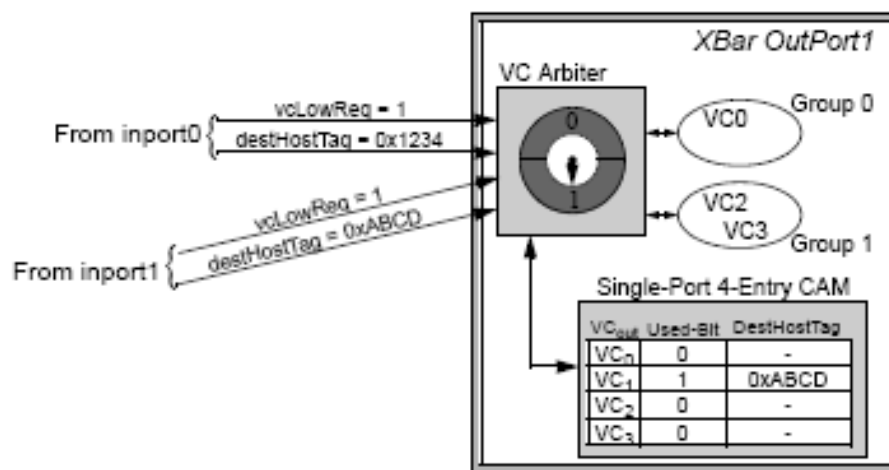 XBar OutPort1
VC Arbiter
vcLowReq = 1
From inport0
destHostTag = 0x1234
0
1
VC0
Group 0
vcLowReq = 1
destHostTag = 0xABCD
From inport1
VC2
VC3
Group 1
Single-Port 4-Entry CAM
VCout Used-Bit DestHostTag
VC0 0 -
VC1 1 0xABCD
VC2 0 -
VC3 0 -